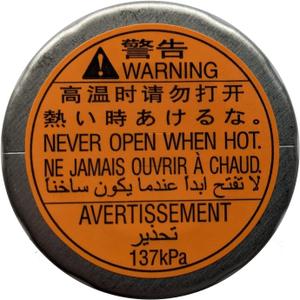 警告
WARNING
高温时请勿打开
熱い時あけるな。
NEVER OPEN WHEN HOT.
NE JAMAIS OUVRIR À CHAUD.
لا تفتح ابدأ عندما يكون ساخناً
AVERTISSEMENT
تحذير
137kPa